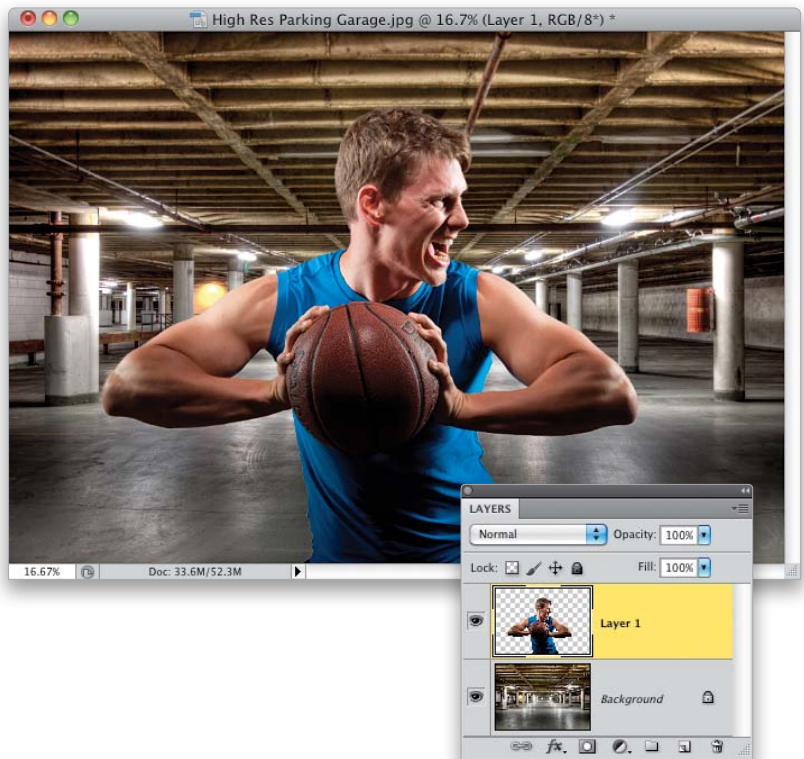 High Res Parking Garage.jpg @ 16.7% (Layer 1, RGB/8*) *
16.67%
Doc: 33.6M/52.3M
LAYERS
Normal
Opacity: 100%
Lock:
Fill: 100%
Layer 1
Background
fx.